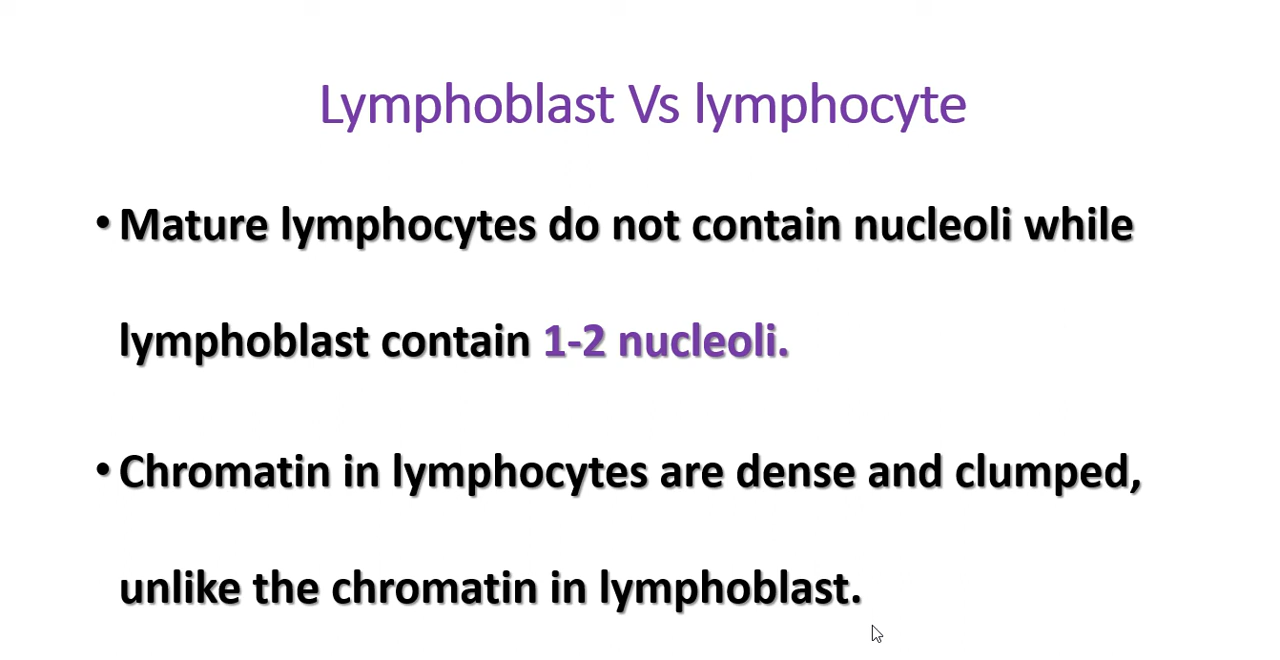 Lymphoblast Vs lymphocyte
• Mature lymphocytes do not contain nucleoli while
lymphoblast contain 1-2 nucleoli.
• Chromatin in lymphocytes are dense and clumped,
unlike the chromatin in lymphoblast.